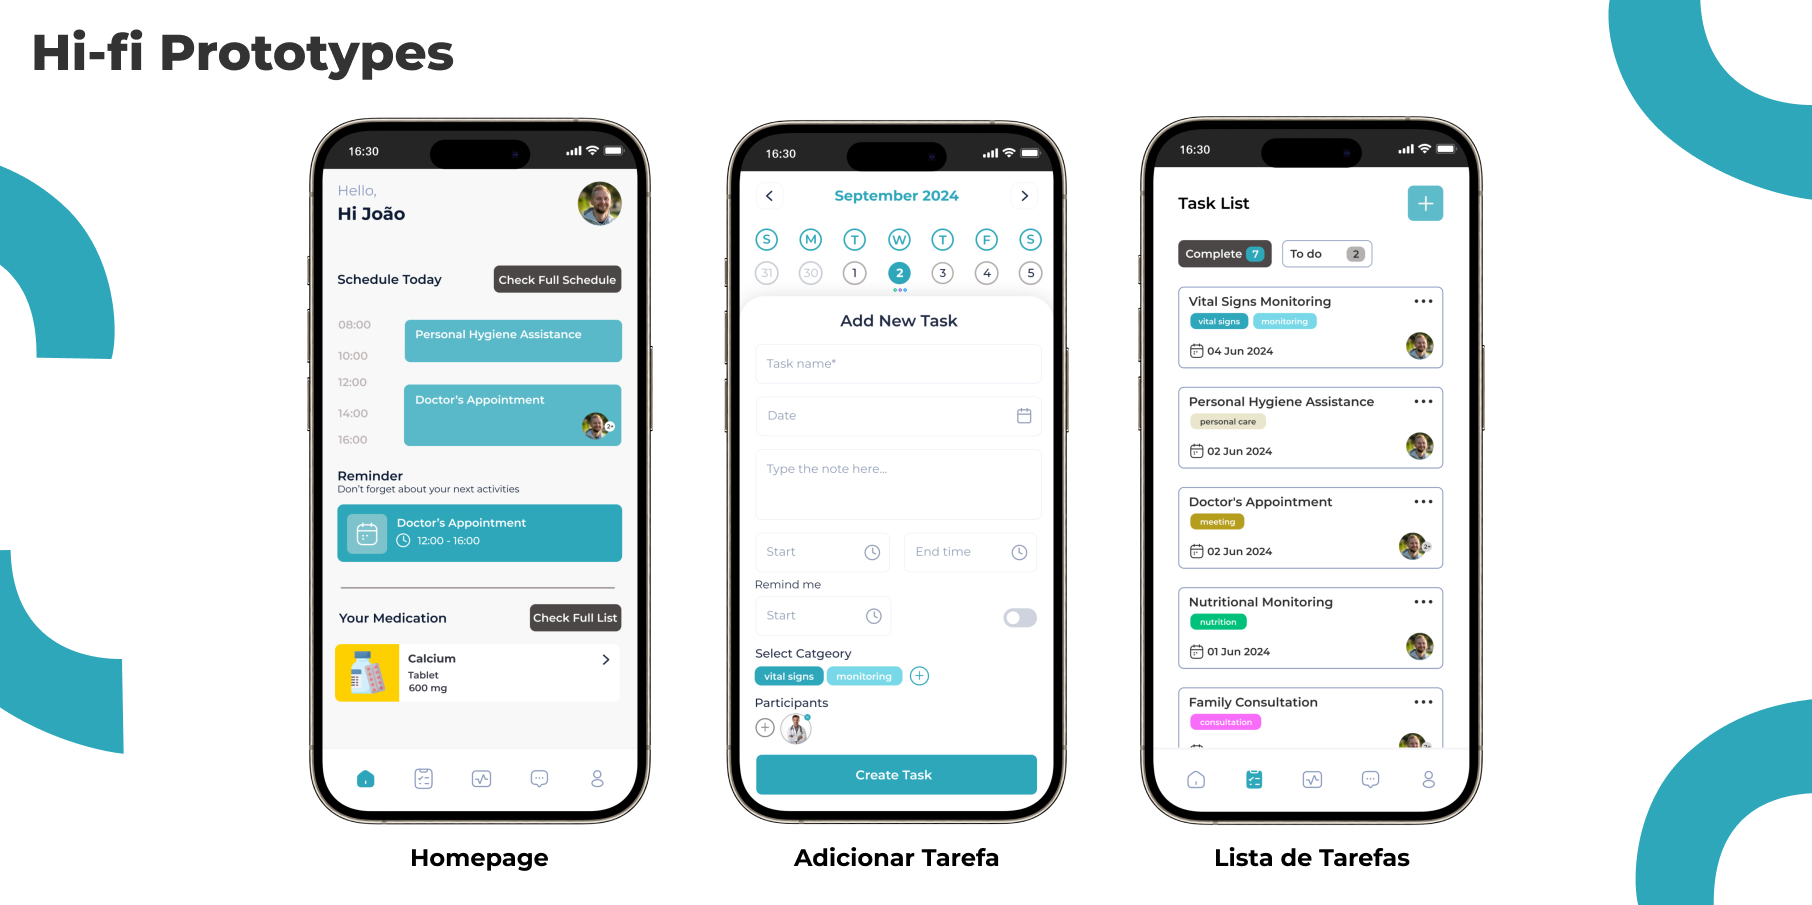 Hi-fi Prototypes
16:30
Hello,
Hi João
Schedule Today
Check Full Schedule
08:00
Personal Hygiene Assistance
10:00
12:00
Doctor's Appointment
14:00
2+
16:00
Reminder
Don't forget about your next activities
Doctor's Appointment
12:00 - 16:00
Your Medication
Check Full List
Calcium
Tablet
600 mg
Homepage
16:30
September 2024
S M T W T F S
31 30 1 2 3 4 5
Add New Task
Task name*
Date
Type the note here...
Start
End time
Remind me
Start
Select Catgeory
vital signs
monitoring
Participants
Create Task
Adicionar Tarefa
16:30
Task List
Complete 7
To do 2
Vital Signs Monitoring
vital signs
monitoring
04 Jun 2024
Personal Hygiene Assistance
personal care
02 Jun 2024
Doctor's Appointment
meeting
02 Jun 2024
2+
Nutritional Monitoring
nutrition
01 Jun 2024
Family Consultation
consultation
Lista de Tarefas